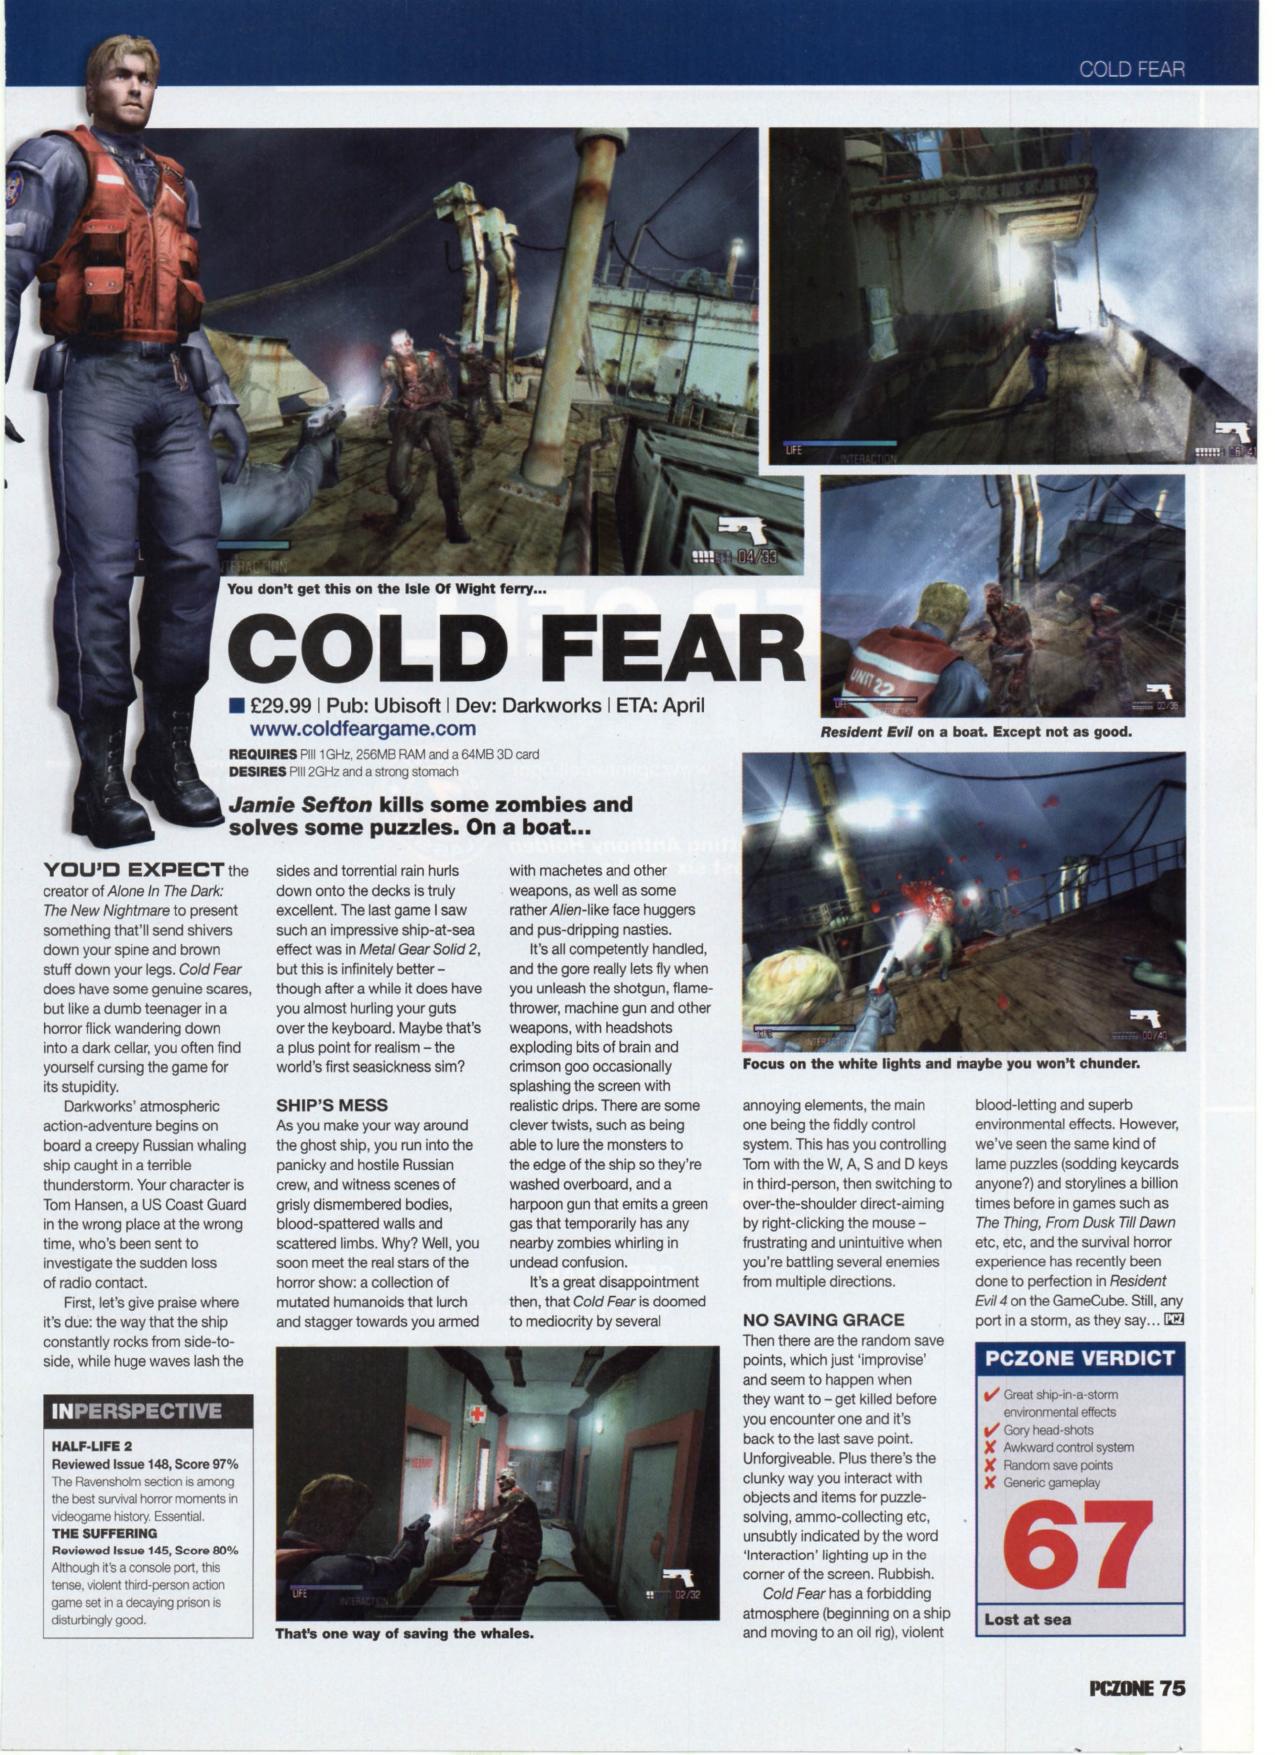 COLD FEAR
LIFE
INTERACTION
04/33
You don't get this on the Isle Of Wight ferry...
UNIT 22
Resident Evil on a boat. Except not as good.
COLD FEAR
£29.99 | Pub: Ubisoft | Dev: Darkworks | ETA: April
www.coldfeargame.com
REQUIRES PIII 1GHz, 256MB RAM and a 64MB 3D card
DESIRES PIII 2GHz and a strong stomach
Jamie Sefton kills some zombies and
solves some puzzles. On a boat...
YOU'D EXPECT the
creator of Alone In The Dark:
The New Nightmare to present
something that'll send shivers
down your spine and brown
stuff down your legs. Cold Fear
does have some genuine scares,
but like a dumb teenager in a
horror flick wandering down
into a dark cellar, you often find
yourself cursing the game for
its stupidity.
Darkworks' atmospheric
action-adventure begins on
board a creepy Russian whaling
ship caught in a terrible
thunderstorm. Your character is
Tom Hansen, a US Coast Guard
in the wrong place at the wrong
time, who's been sent to
investigate the sudden loss
of radio contact.
First, let's give praise where
it's due: the way that the ship
constantly rocks from side-to-
side, while huge waves lash the
sides and torrential rain hurls
down onto the decks is truly
excellent. The last game I saw
such an impressive ship-at-sea
effect was in Metal Gear Solid 2,
but this is infinitely better –
though after a while it does have
you almost hurling your guts
over the keyboard. Maybe that's
a plus point for realism – the
world's first seasickness sim?
SHIP'S MESS
As you make your way around
the ghost ship, you run into the
panicky and hostile Russian
crew, and witness scenes of
grisly dismembered bodies,
blood-spattered walls and
scattered limbs. Why? Well, you
soon meet the real stars of the
horror show: a collection of
mutated humanoids that lurch
and stagger towards you armed
with machetes and other
weapons, as well as some
rather Alien-like face huggers
and pus-dripping nasties.
It's all competently handled,
and the gore really lets fly when
you unleash the shotgun, flame-
thrower, machine gun and other
weapons, with headshots
exploding bits of brain and
crimson goo occasionally
splashing the screen with
realistic drips. There are some
clever twists, such as being
able to lure the monsters to
the edge of the ship so they're
washed overboard, and a
harpoon gun that emits a green
gas that temporarily has any
nearby zombies whirling in
undead confusion.
It's a great disappointment
then, that Cold Fear is doomed
to mediocrity by several
Focus on the white lights and maybe you won't chunder.
annoying elements, the main
one being the fiddly control
system. This has you controlling
Tom with the W, A, S and D keys
in third-person, then switching to
over-the-shoulder direct-aiming
by right-clicking the mouse –
frustrating and unintuitive when
you're battling several enemies
from multiple directions.
NO SAVING GRACE
Then there are the random save
points, which just 'improvise'
and seem to happen when
they want to – get killed before
you encounter one and it's
back to the last save point.
Unforgiveable. Plus there's the
clunky way you interact with
objects and items for puzzle-
solving, ammo-collecting etc,
unsubtly indicated by the word
'Interaction' lighting up in the
corner of the screen. Rubbish.
Cold Fear has a forbidding
atmosphere (beginning on a ship
and moving to an oil rig), violent
blood-letting and superb
environmental effects. However,
we've seen the same kind of
lame puzzles (sodding keycards
anyone?) and storylines a billion
times before in games such as
The Thing, From Dusk Till Dawn
etc, etc, and the survival horror
experience has recently been
done to perfection in Resident
Evil 4 on the GameCube. Still, any
port in a storm, as they say... PCZ
INPERSPECTIVE
HALF-LIFE 2
Reviewed Issue 148, Score 97%
The Ravensholm section is among
the best survival horror moments in
videogame history. Essential.
THE SUFFERING
Reviewed Issue 145, Score 80%
Although it's a console port, this
tense, violent third-person action
game set in a decaying prison is
disturbingly good.
LIFE
INTERACTION
02/32
That's one way of saving the whales.
PCZONE VERDICT
✓ Great ship-in-a-storm
environmental effects
✓ Gory head-shots
✗ Awkward control system
✗ Random save points
✗ Generic gameplay
67
Lost at sea
PCZONE 75